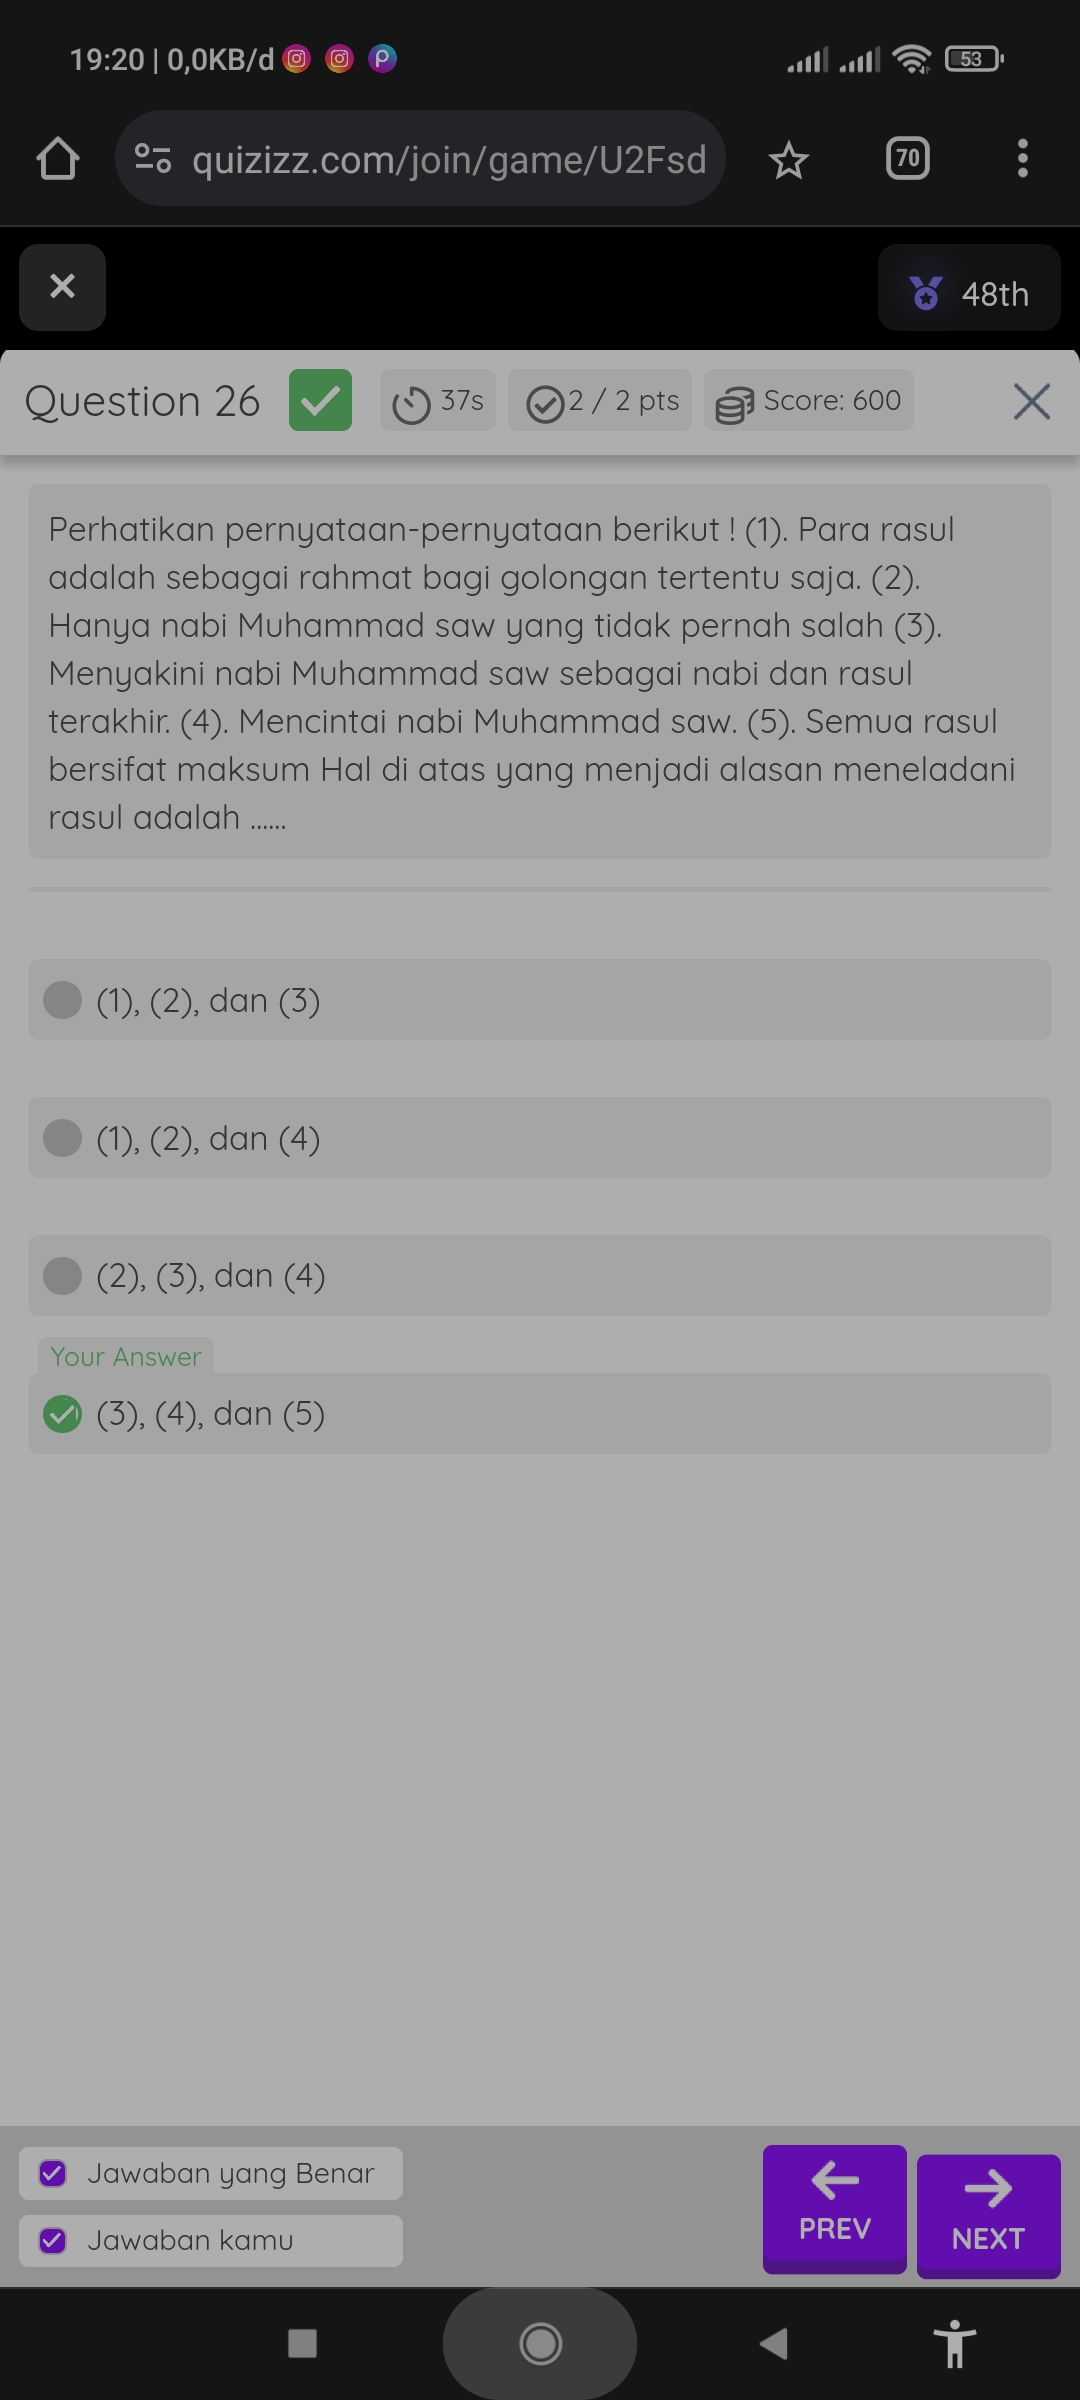 19:20 | 0,0KB/d
53
quizizz.com/join/game/U2Fsd
70
48th
Question 26
37s
2 / 2 pts
Score: 600
Perhatikan pernyataan-pernyataan berikut ! (1). Para rasul
adalah sebagai rahmat bagi golongan tertentu saja. (2).
Hanya nabi Muhammad saw yang tidak pernah salah (3).
Menyakini nabi Muhammad saw sebagai nabi dan rasul
terakhir. (4). Mencintai nabi Muhammad saw. (5). Semua rasul
bersifat maksum Hal di atas yang menjadi alasan meneladani
rasul adalah ......
(1), (2), dan (3)
(1), (2), dan (4)
(2), (3), dan (4)
Your Answer
(3), (4), dan (5)
Jawaban yang Benar
Jawaban kamu
PREV
NEXT